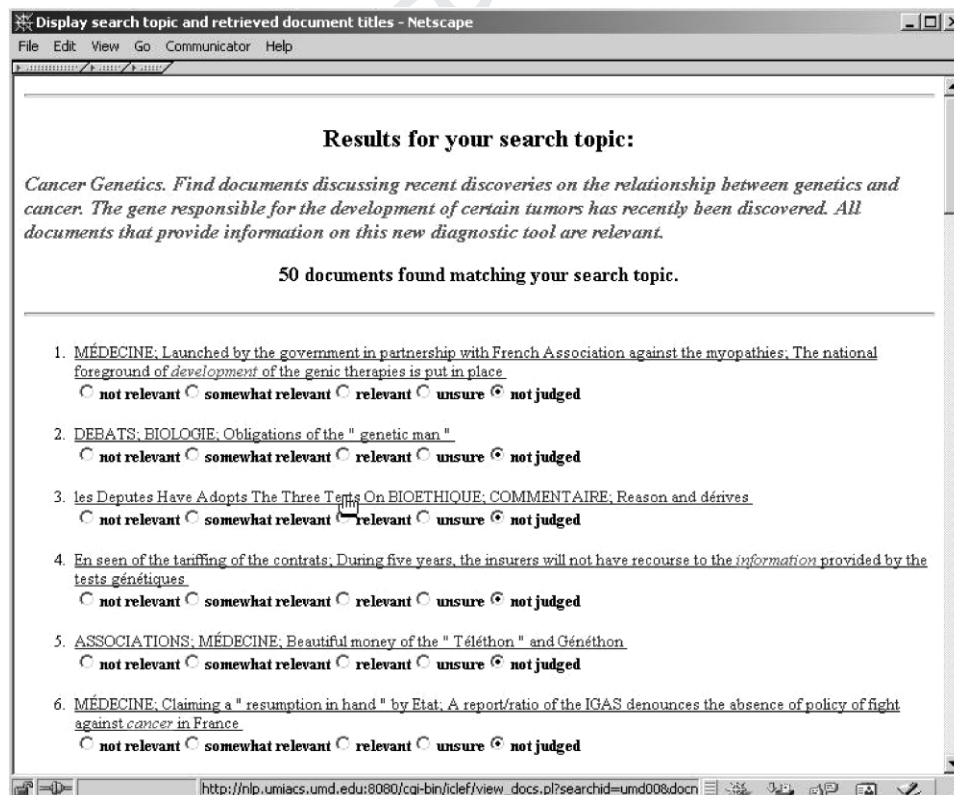 Display search topic and retrieved document titles - Netscape
File Edit View Go Communicator Help
Results for your search topic:
Cancer Genetics. Find documents discussing recent discoveries on the relationship between genetics and
cancer. The gene responsible for the development of certain tumors has recently been discovered. All
documents that provide information on this new diagnostic tool are relevant.
50 documents found matching your search topic.
1. MÉDECINE; Launched by the government in partnership with French Association against the myopathies; The national
foreground of development of the genic therapies is put in place
not relevant somewhat relevant relevant unsure not judged
2. DEBATS; BIOLOGIE; Obligations of the " genetic man "
not relevant somewhat relevant relevant unsure not judged
3. les Deputes Have Adopts The Three Texts On BIOETHIQUE; COMMENTAIRE; Reason and dérives
not relevant somewhat relevant relevant unsure not judged
4. En seen of the tariffing of the contrats; During five years, the insurers will not have recourse to the information provided by the
tests génétiques
not relevant somewhat relevant relevant unsure not judged
5. ASSOCIATIONS; MÉDECINE; Beautiful money of the " Téléthon " and Généthon
not relevant somewhat relevant relevant unsure not judged
6. MÉDECINE; Claiming a " resumption in hand " by Etat; A report/ratio of the IGAS denounces the absence of policy of fight
against cancer in France
not relevant somewhat relevant relevant unsure not judged
http://nlp.umiacs.umd.edu:8080/cgi-bin/iclef/view_docs.pl?searchid=umd00&docn